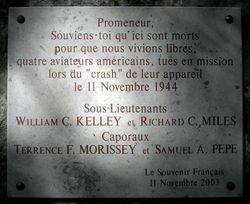 Promeneur,
Souviens-toi qu'ici sont morts
pour que nous vivions libres,
quatre aviateurs américains, tués en mission
lors du "crash" de leur appareil
le 11 Novembre 1944
Sous-Lieutenants
William C. KELLEY et Richard C. MILES
Caporaux
Terrence F. MORISSEY et Samuel A. PEPE
Le Souvenir Français
11 Novembre 2003